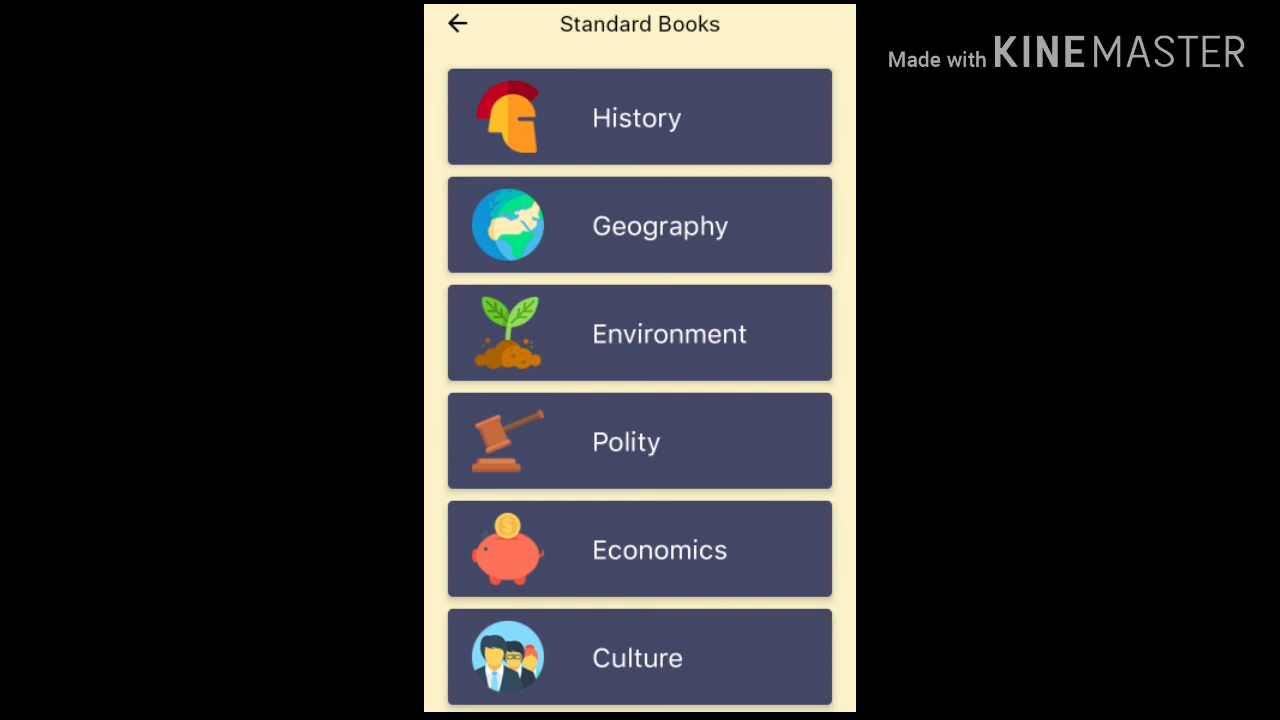 Standard Books
Made with KINEMASTER
History
Geography
Environment
Polity
Economics
Culture